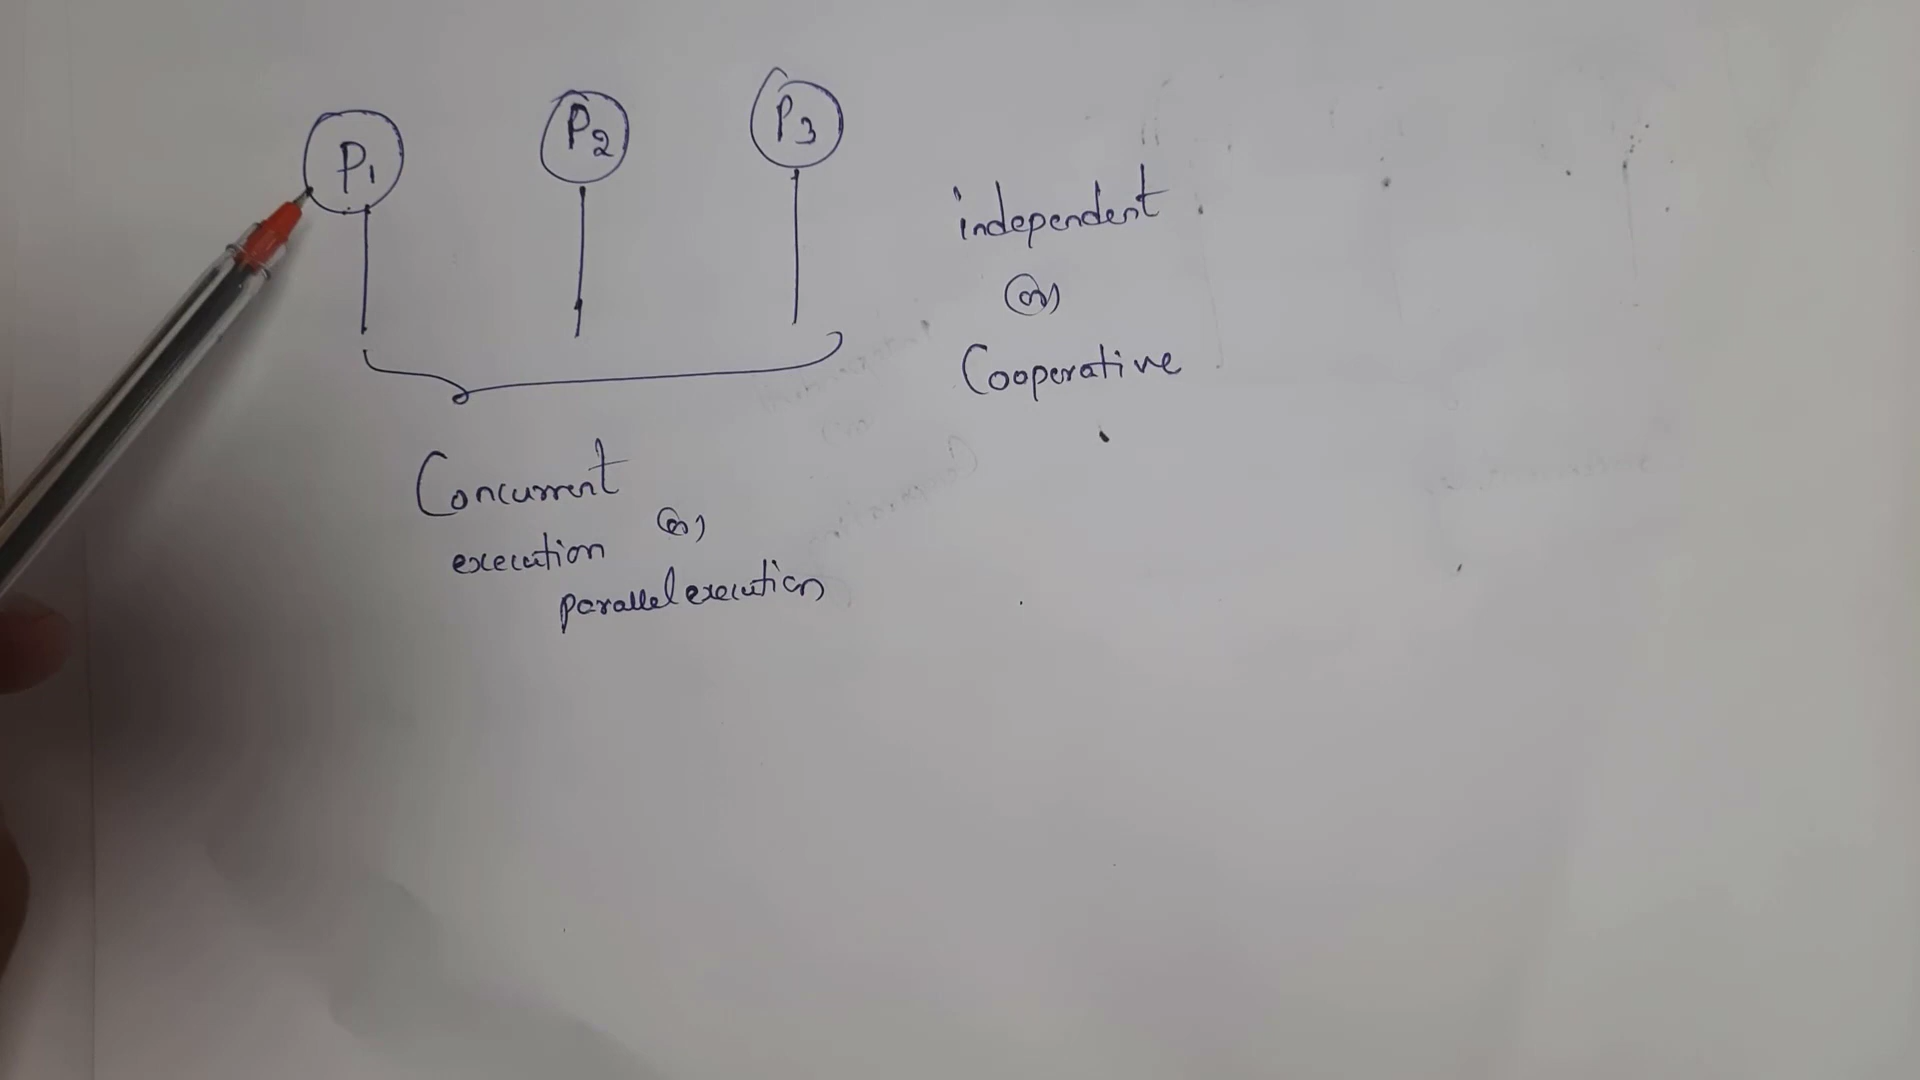 P1 P2 P3
independent
(or)
Cooperative
Concurrent
execution (or)
parallel execution